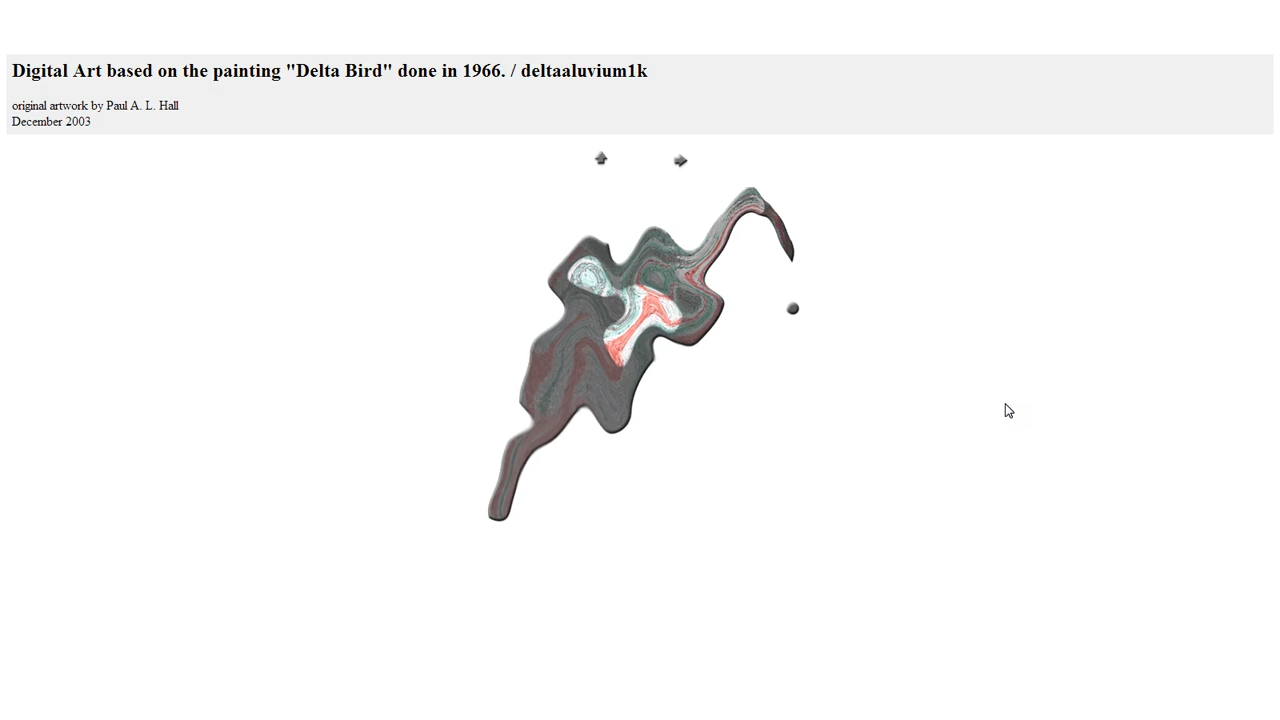 Digital Art based on the painting "Delta Bird" done in 1966. / deltaaluvium1k
original artwork by Paul A. L. Hall
December 2003